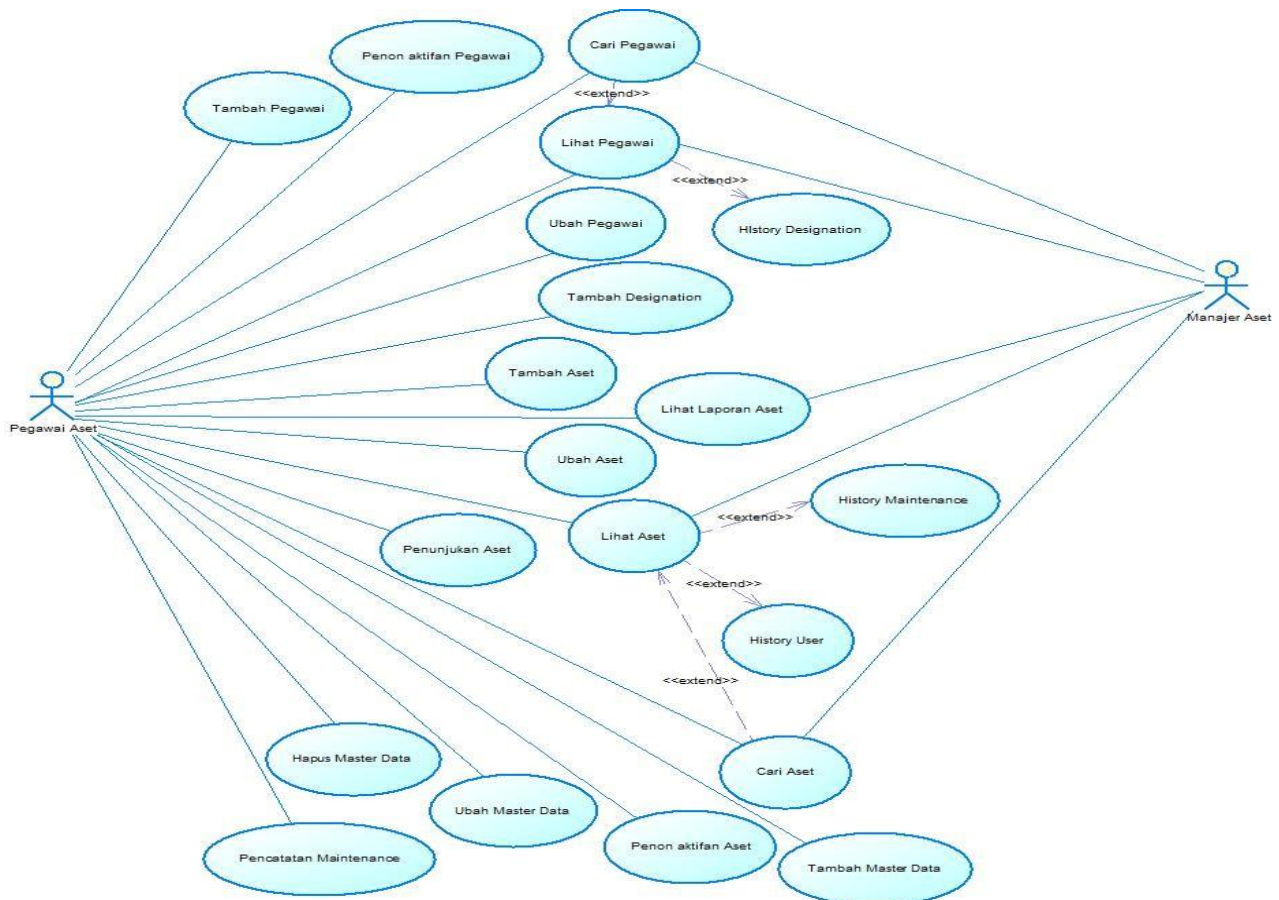 Cari Pegawai
Penon aktifan Pegawai
<<extend>>
Tambah Pegawai
Lihat Pegawai
<<extend>>
Ubah Pegawai
HIstory Designation
Tambah Designation
Manajer Aset
Tambah Aset
Lihat Laporan Aset
Pegawai Aset
Ubah Aset
History Maintenance
<<extend>>
Lihat Aset
Penunjukan Aset
<<extend>>
History User
<<extend>>
Hapus Master Data
Cari Aset
Ubah Master Data
Penon aktifan Aset
Pencatatan Maintenance
Tambah Master Data